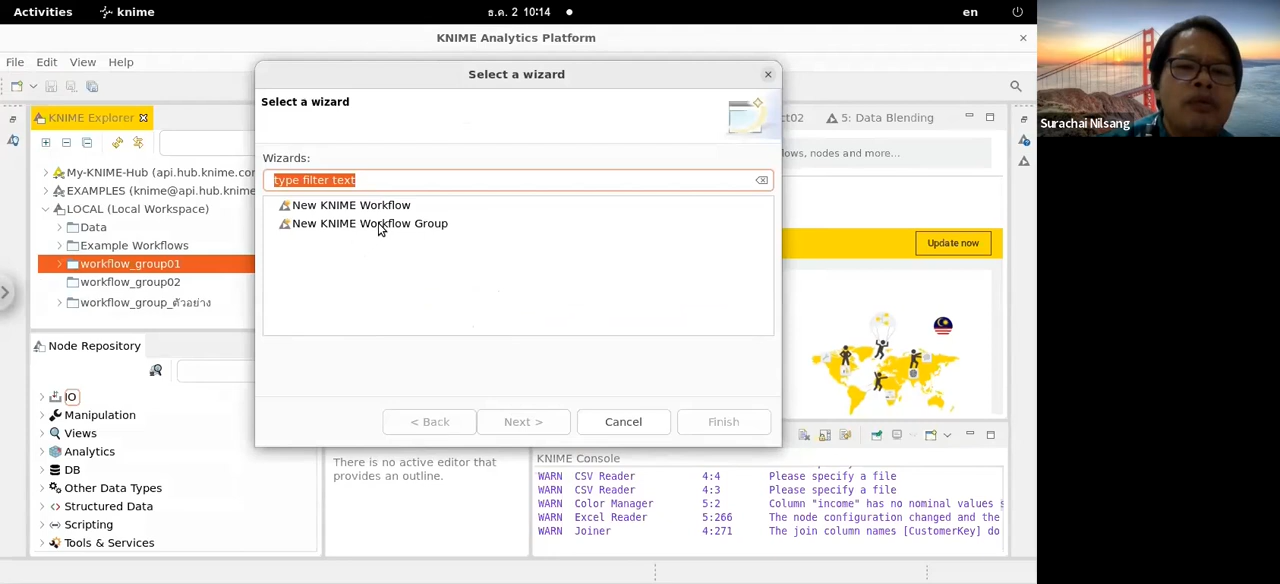 Activities knime ธ.ค. 2 10:14 en
KNIME Analytics Platform
File Edit View Help
Select a wizard
Select a wizard
Surachai Nilsang
KNIME Explorer ct02 5: Data Blending
Wizards:
type filter text
ws, nodes and more...
My-KNIME-Hub (api.hub.knime.com
EXAMPLES (knime@api.hub.knime
LOCAL (Local Workspace)
Data
Example Workflows
workflow_group01
workflow_group02
workflow_group_ตัวอย่าง
New KNIME Workflow
New KNIME Workflow Group
Update now
Node Repository
IO
Manipulation
Views
Analytics
DB
Other Data Types
Structured Data
Scripting
Tools & Services
< Back Next > Cancel Finish
There is no active editor that
provides an outline.
KNIME Console
WARN CSV Reader 4:4 Please specify a file
WARN CSV Reader 4:3 Please specify a file
WARN Color Manager 5:2 Column "income" has no nominal values s
WARN Excel Reader 5:266 The node configuration changed and the
WARN Joiner 4:271 The join column names [CustomerKey] do